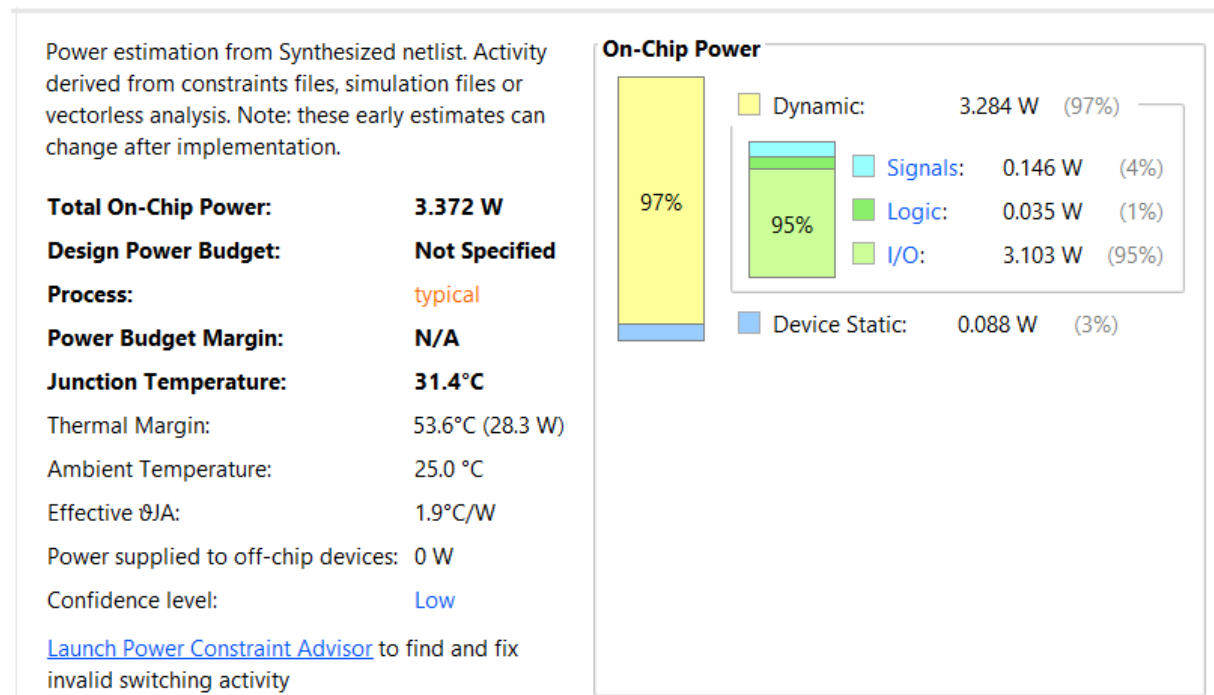 Power estimation from Synthesized netlist. Activity
derived from constraints files, simulation files or
vectorless analysis. Note: these early estimates can
change after implementation.
Total On-Chip Power: 3.372 W
Design Power Budget: Not Specified
Process: typical
Power Budget Margin: N/A
Junction Temperature: 31.4°C
Thermal Margin: 53.6°C (28.3 W)
Ambient Temperature: 25.0 °C
Effective ϑJA: 1.9°C/W
Power supplied to off-chip devices: 0 W
Confidence level: Low
Launch Power Constraint Advisor to find and fix
invalid switching activity
On-Chip Power
97%
Dynamic: 3.284 W (97%)
95%
Signals: 0.146 W (4%)
Logic: 0.035 W (1%)
I/O: 3.103 W (95%)
Device Static: 0.088 W (3%)